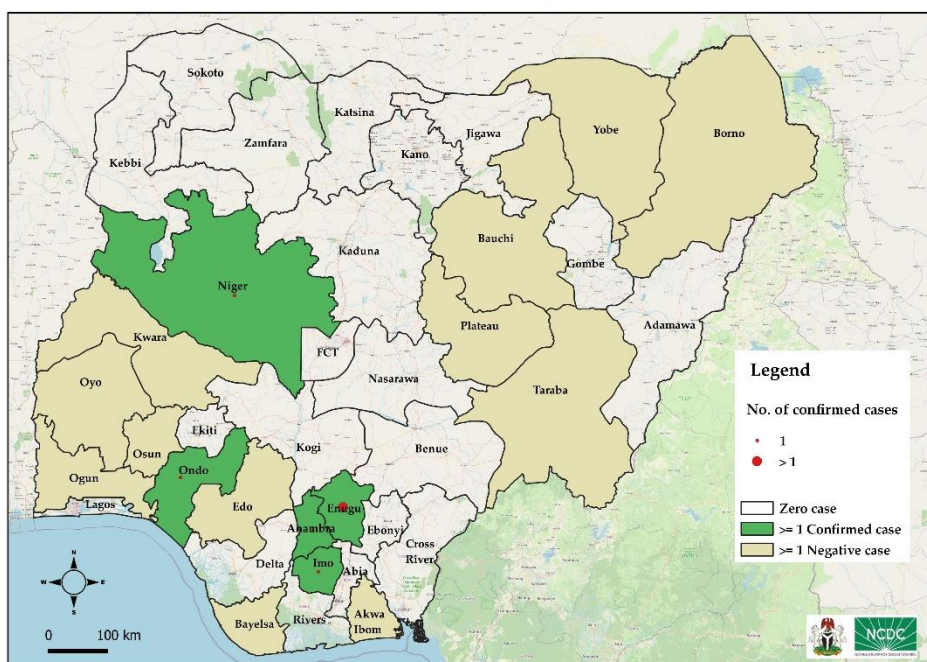 Sokoto
Katsina
Jigawa
Yobe
Borno
Zamfara
Kano
Kebbi
Bauchi
Gombe
Kaduna
Niger
Adamawa
Plateau
Kwara
FCT
Taraba
Oyo
Nasarawa
Ekiti
Kogi
Benue
Osun
Ondo
Ogun
Lagos
Edo
Enugu
Anambra
Ebonyi
Cross
River
Delta
Imo
Abia
Bayelsa
Rivers
Akwa
Ibom
Legend
No. of confirmed cases
1
>1
Zero case
>= 1 Confirmed case
>= 1 Negative case
N
W
E
S
0 100 km
NCDC